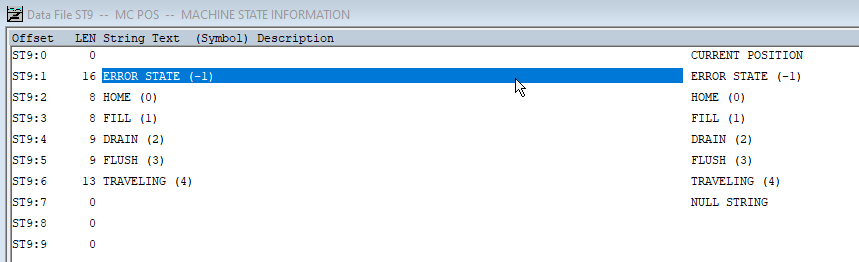 Data File ST9 -- MC POS -- MACHINE STATE INFORMATION
Offset LEN String Text (Symbol) Description
ST9:0 0 CURRENT POSITION
ST9:1 16 ERROR STATE (-1) ERROR STATE (-1)
ST9:2 8 HOME (0) HOME (0)
ST9:3 8 FILL (1) FILL (1)
ST9:4 9 DRAIN (2) DRAIN (2)
ST9:5 9 FLUSH (3) FLUSH (3)
ST9:6 13 TRAVELING (4) TRAVELING (4)
ST9:7 0 NULL STRING
ST9:8 0
ST9:9 0